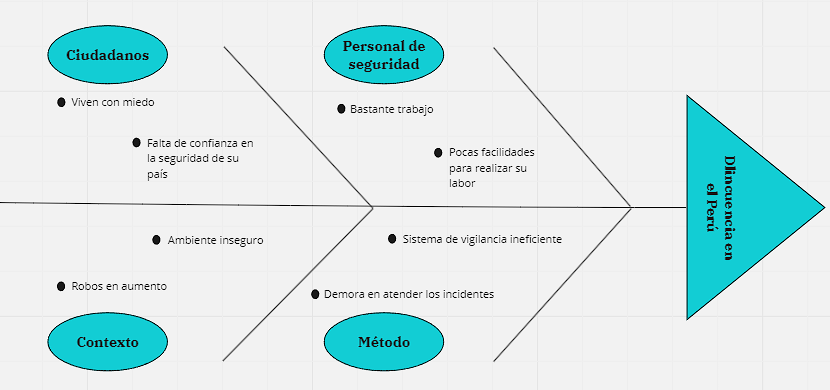 Ciudadanos
Viven con miedo
Falta de confianza en
la seguridad de su
país
Personal de
seguridad
Bastante trabajo
Pocas facilidades
para realizar su
labor
Ambiente inseguro
Robos en aumento
Contexto
Sistema de vigilancia ineficiente
Demora en atender los incidentes
Método
Dlincuencia en
el Perú